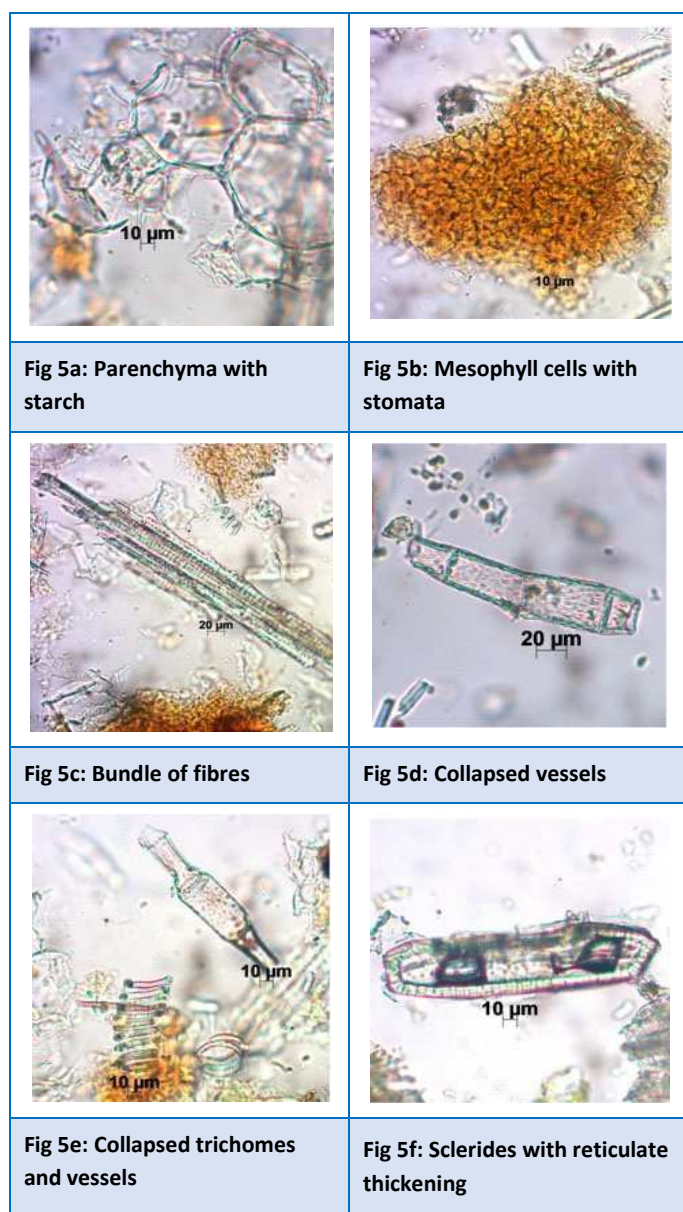 10 µm
10 µm
Fig 5a: Parenchyma with
starch
Fig 5b: Mesophyll cells with
stomata
20 µm
20 µm
Fig 5c: Bundle of fibres
Fig 5d: Collapsed vessels
10 µm
10 µm
10 µm
Fig 5e: Collapsed trichomes
and vessels
Fig 5f: Sclerides with reticulate
thickening